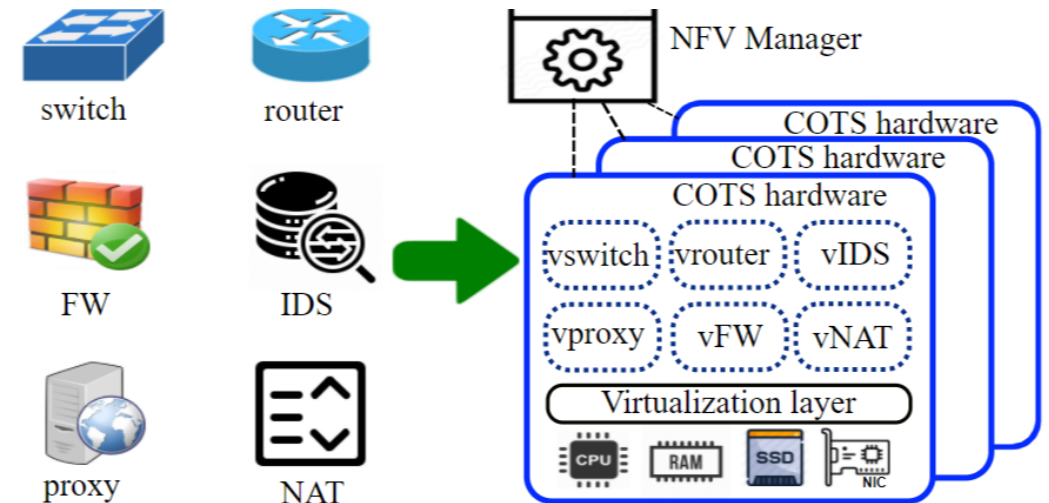 switch
router
FW
IDS
proxy
NAT
NFV Manager
COTS hardware
COTS hardware
COTS hardware
vswitch
vrouter
vIDS
vproxy
vFW
vNAT
Virtualization layer
CPU
RAM
SSD
NIC